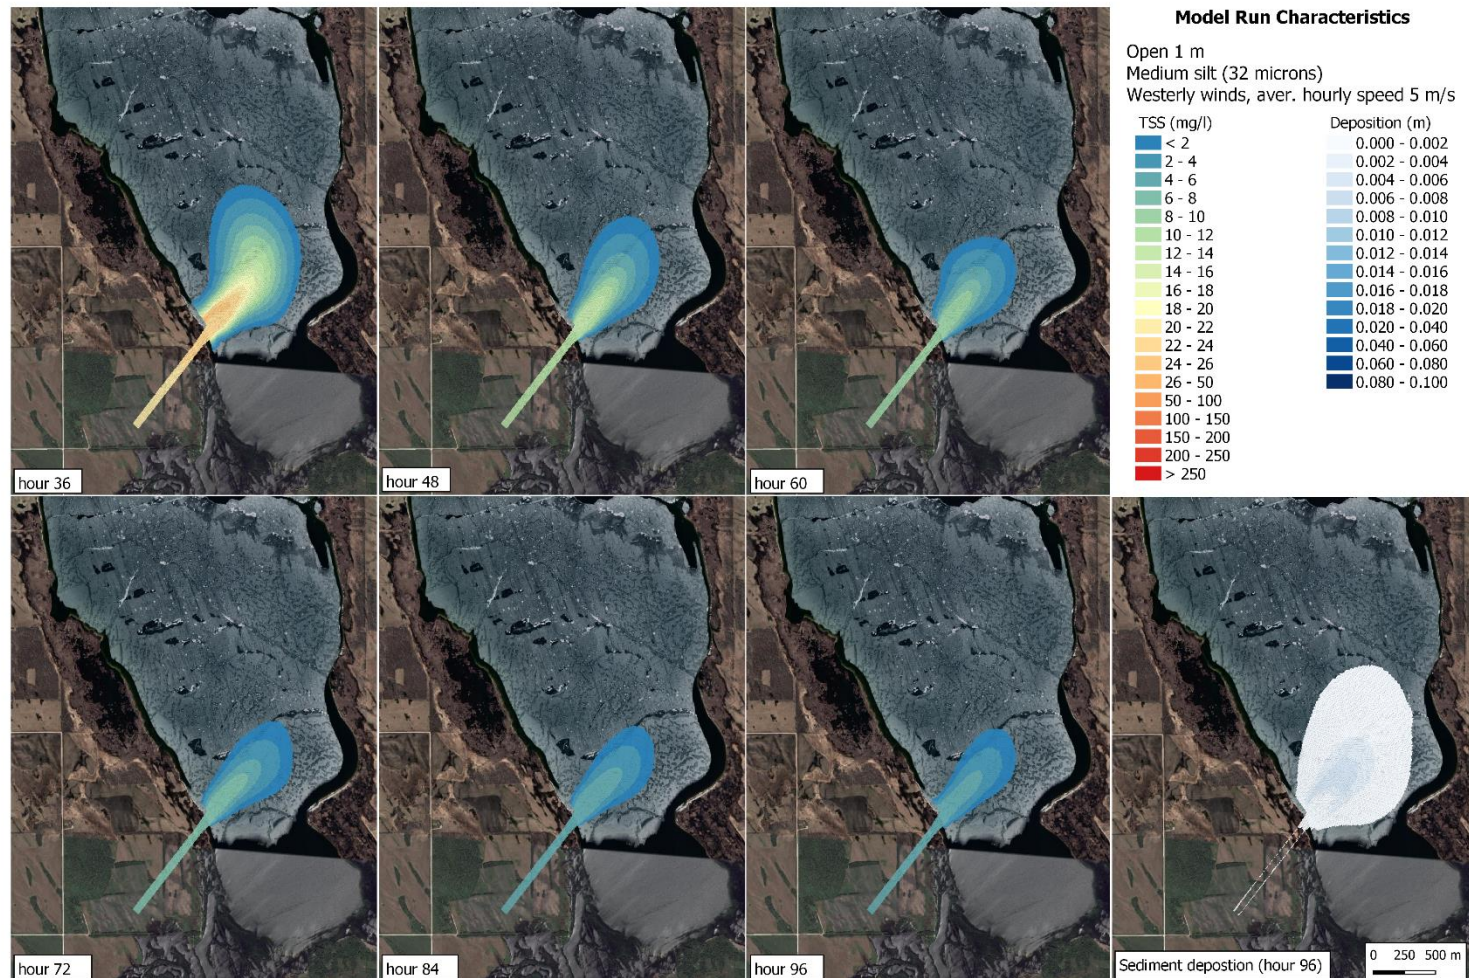 Model Run Characteristics
Open 1 m
Medium silt (32 microns)
Westerly winds, aver. hourly speed 5 m/s
TSS (mg/l)
< 2
2 - 4
4 - 6
6 - 8
8 - 10
10 - 12
12 - 14
14 - 16
16 - 18
18 - 20
20 - 22
22 - 24
24 - 26
26 - 50
50 - 100
100 - 150
150 - 200
200 - 250
> 250
Deposition (m)
0.000 - 0.002
0.002 - 0.004
0.004 - 0.006
0.006 - 0.008
0.008 - 0.010
0.010 - 0.012
0.012 - 0.014
0.014 - 0.016
0.016 - 0.018
0.018 - 0.020
0.020 - 0.040
0.040 - 0.060
0.060 - 0.080
0.080 - 0.100
hour 36
hour 48
hour 60
hour 72
hour 84
hour 96
Sediment depostion (hour 96)
0 250 500 m